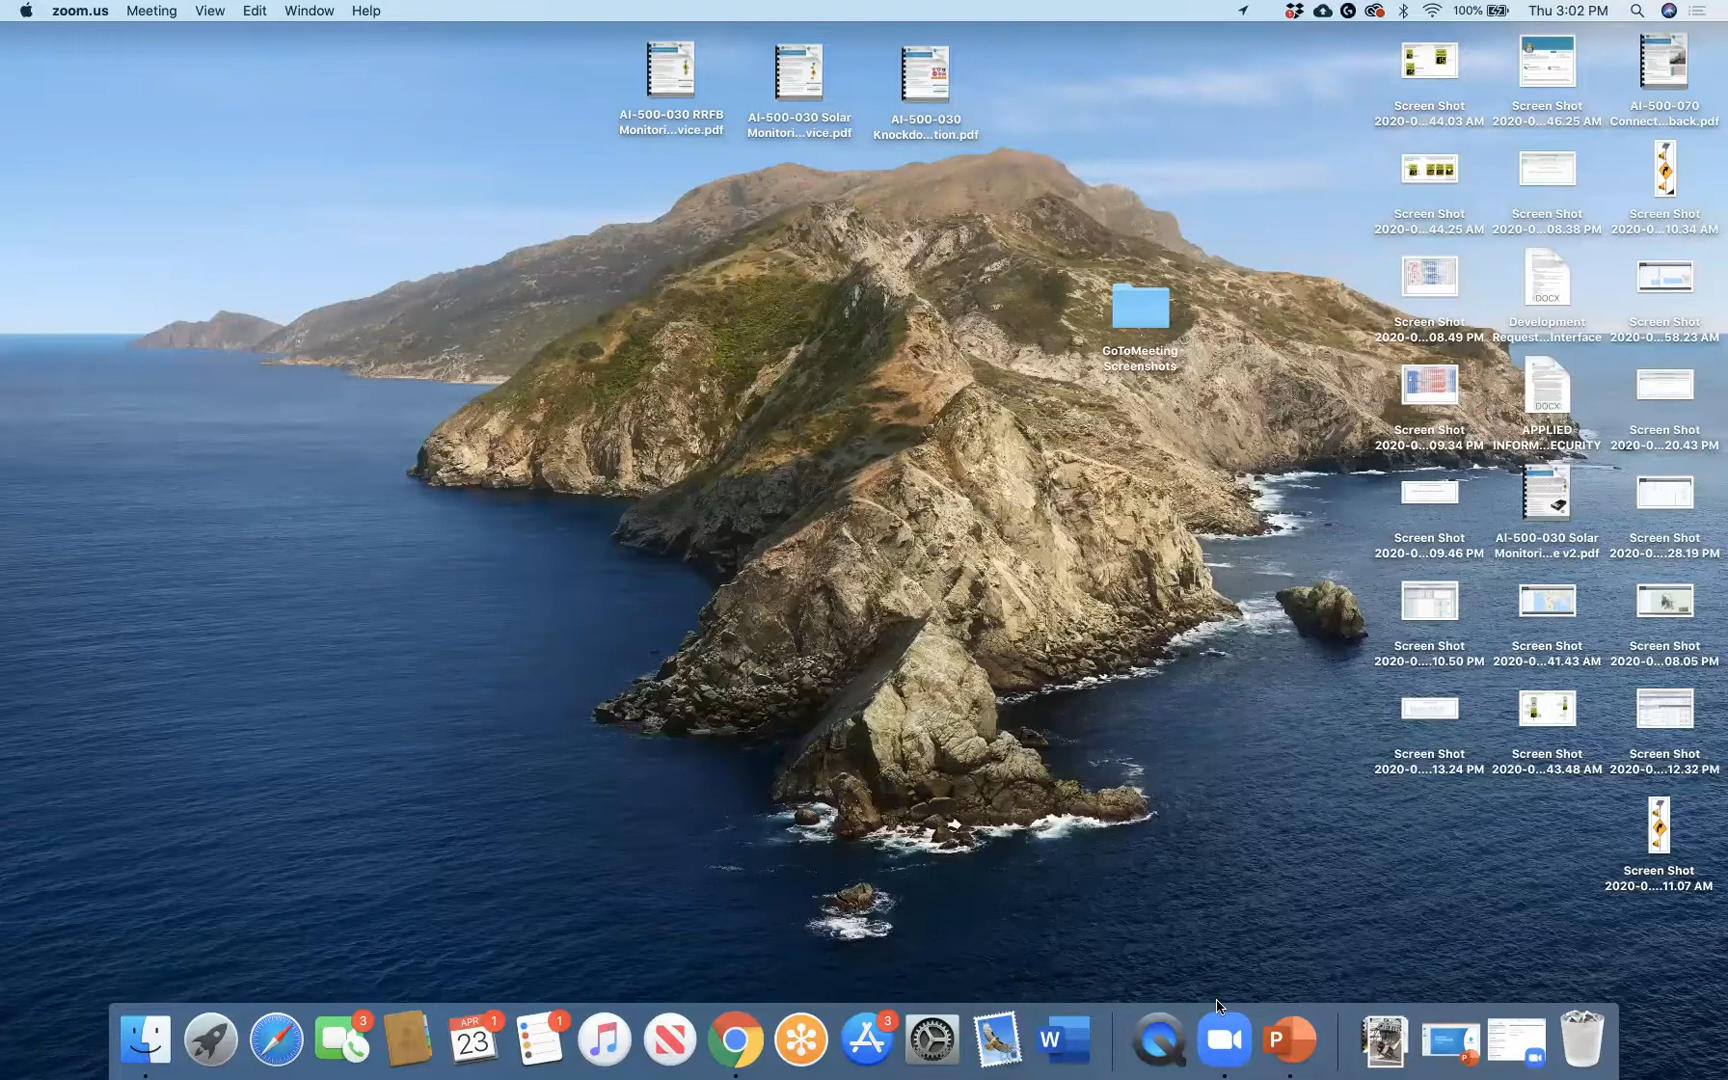 zoom.us Meeting View Edit Window Help 100% Thu 3:02 PM
AI-500-030 RRFB
Monitori...vice.pdf
AI-500-030 Solar
Monitori...vice.pdf
AI-500-030
Knockdo...tion.pdf
Screen Shot
2020-0...44.03 AM
Screen Shot
2020-0...46.25 AM
AI-500-070
Connect...back.pdf
Screen Shot
2020-0...44.25 AM
Screen Shot
2020-0...08.38 PM
Screen Shot
2020-0...10.34 AM
GoToMeeting
Screenshots
Screen Shot
2020-0...08.49 PM
DOCX
Development
Request...Interface
Screen Shot
2020-0...58.23 AM
Screen Shot
2020-0...09.34 PM
DOCX
APPLIED
INFORM...ECURITY
Screen Shot
2020-0...20.43 PM
Screen Shot
2020-0...09.46 PM
AI-500-030 Solar
Monitori...e v2.pdf
Screen Shot
2020-0....28.19 PM
Screen Shot
2020-0....10.50 PM
Screen Shot
2020-0...41.43 AM
Screen Shot
2020-0...08.05 PM
Screen Shot
2020-0....13.24 PM
Screen Shot
2020-0...43.48 AM
Screen Shot
2020-0....12.32 PM
Screen Shot
2020-0....11.07 AM
3
APR
23
1
1
3
W
P
P